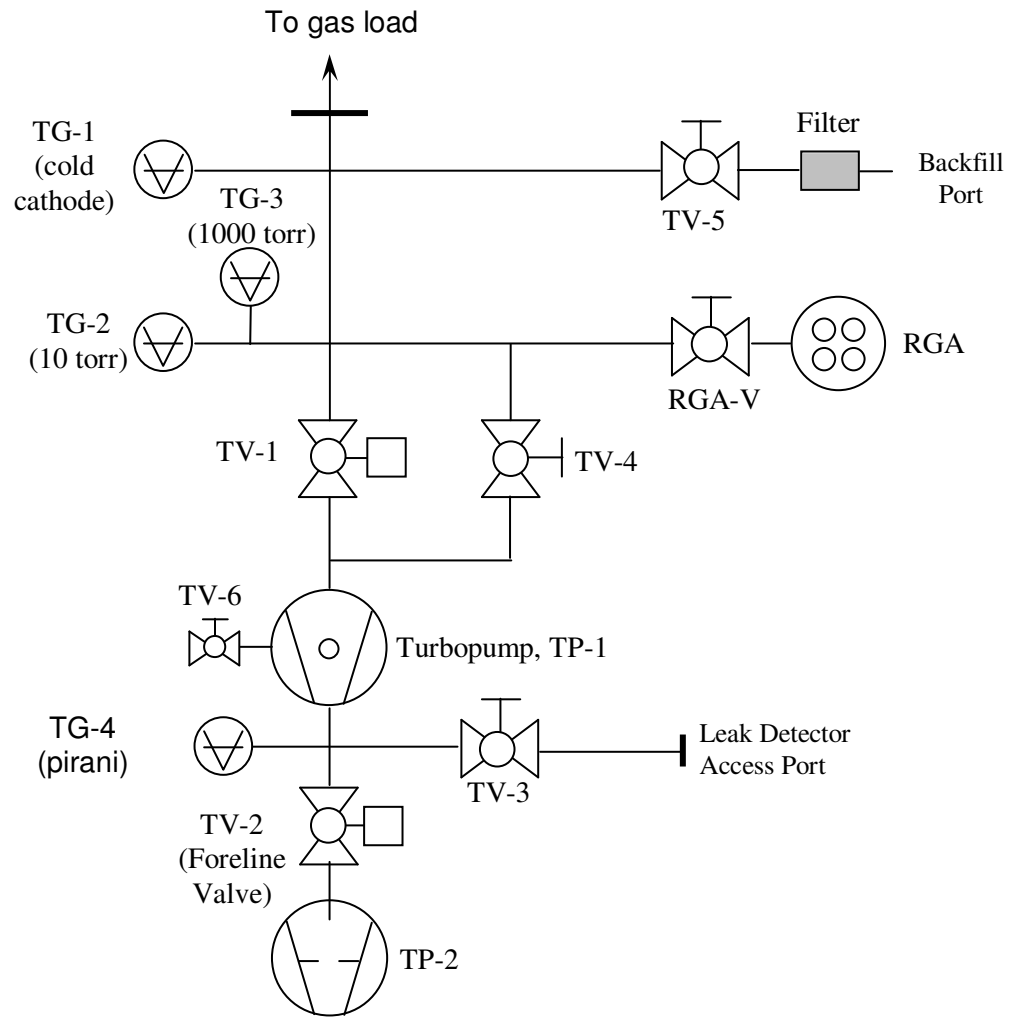 To gas load
TG-1
(cold
cathode)
Filter
Backfill
Port
TV-5
TG-3
(1000 torr)
TG-2
(10 torr)
RGA
RGA-V
TV-1
TV-4
TV-6
Turbopump, TP-1
TG-4
(pirani)
Leak Detector
Access Port
TV-3
TV-2
(Foreline
Valve)
TP-2